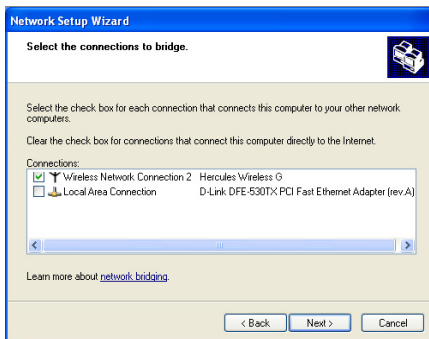 Network Setup Wizard
Select the connections to bridge.
Select the check box for each connection that connects this computer to your other network
computers.
Clear the check box for connections that connect this computer directly to the Internet.
Connections:
Wireless Network Connection 2 Hercules Wireless G
Local Area Connection D-Link DFE-530TX PCI Fast Ethernet Adapter (rev.A)
Learn more about network bridging.
< Back Next > Cancel